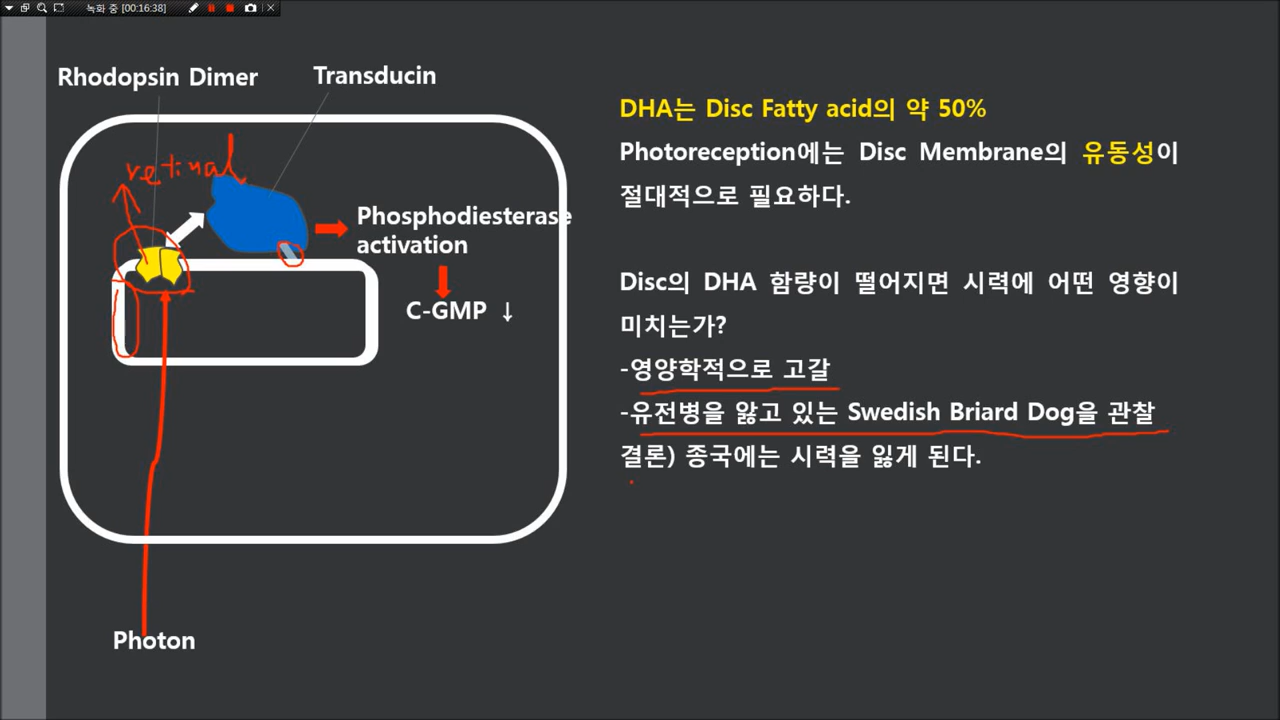 녹화 중 [00:16:38]
Rhodopsin Dimer
Transducin
retinal
Phosphodiesterase
activation
C-GMP ↓
Photon
DHA는 Disc Fatty acid의 약 50%
Photoreception에는 Disc Membrane의 유동성이
절대적으로 필요하다.
Disc의 DHA 함량이 떨어지면 시력에 어떤 영향이
미치는가?
-영양학적으로 고갈
-유전병을 앓고 있는 Swedish Briard Dog을 관찰
결론) 종국에는 시력을 잃게 된다.